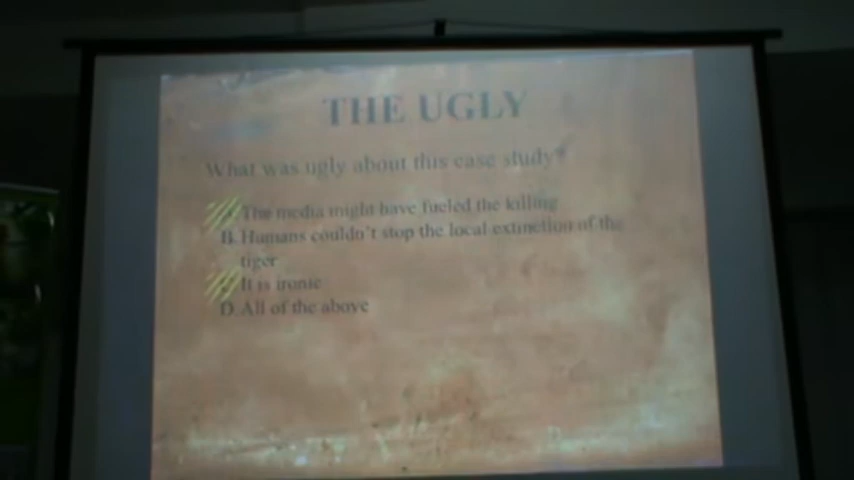 THE UGLY
What was ugly about this case study?
The media might have fueled the killing
B. Humans couldn't stop the local extinction of the
tiger
It is ironic
D. All of the above